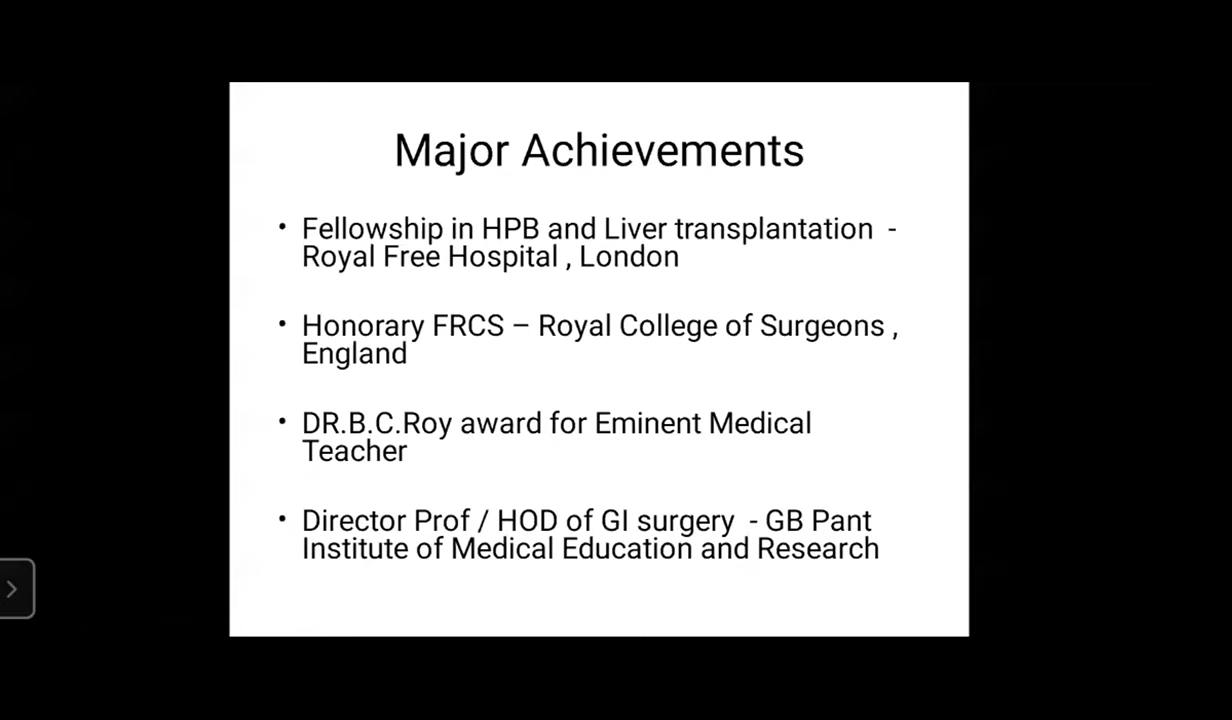 Major Achievements
• Fellowship in HPB and Liver transplantation -
Royal Free Hospital , London
• Honorary FRCS – Royal College of Surgeons ,
England
• DR.B.C.Roy award for Eminent Medical
Teacher
• Director Prof / HOD of GI surgery - GB Pant
Institute of Medical Education and Research